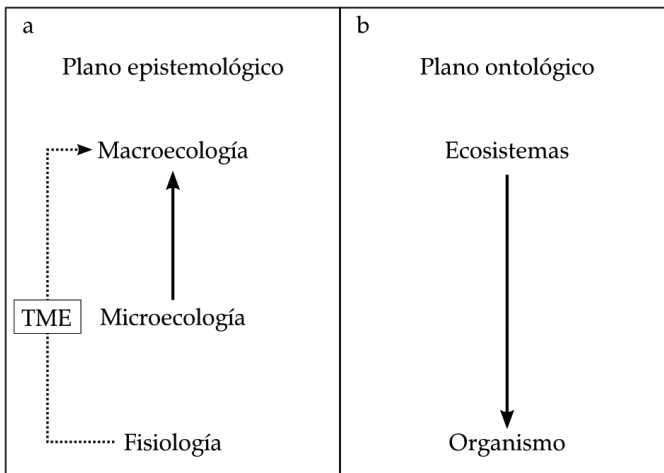 a
Plano epistemológico
Macroecología
TME
Microecología
Fisiología
b
Plano ontológico
Ecosistemas
Organismo